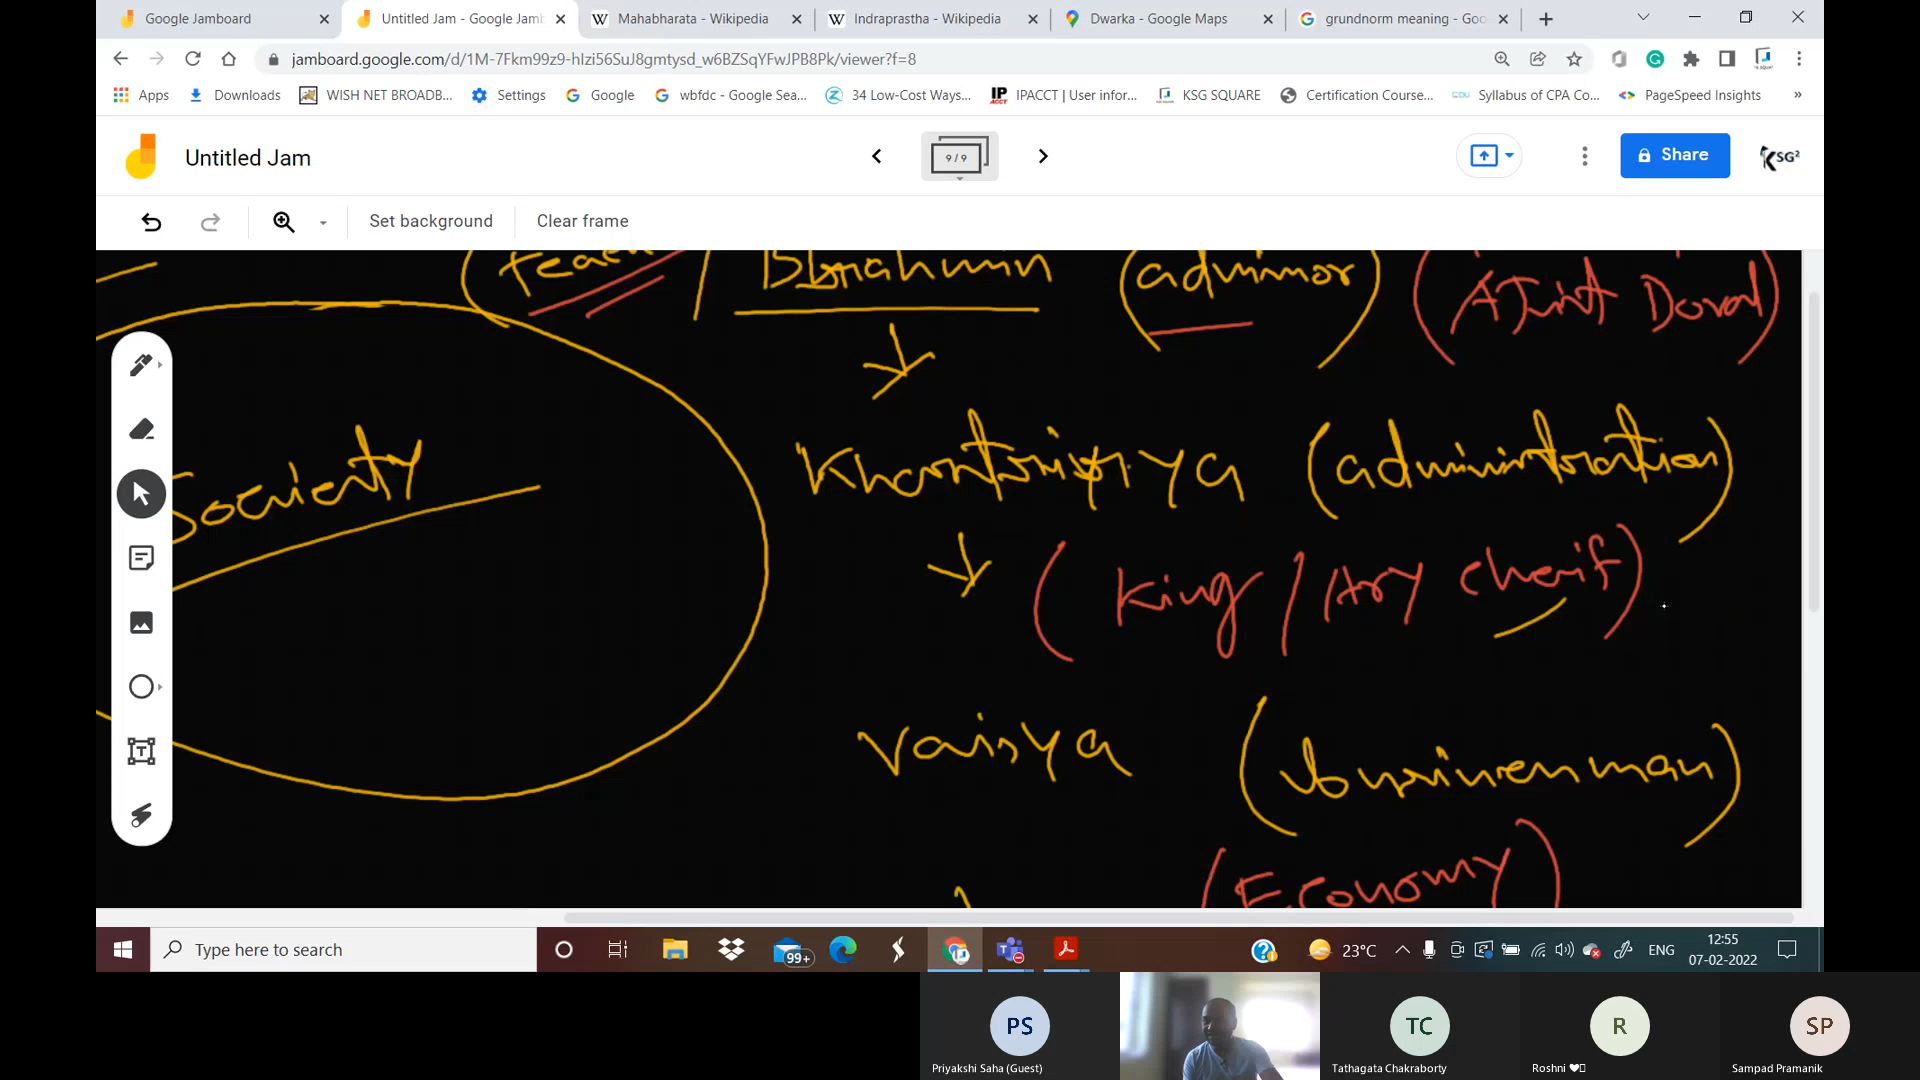 Google Jamboard
Untitled Jam - Google Jamb
Mahabharata - Wikipedia
Indraprastha - Wikipedia
Dwarka - Google Maps
grundnorm meaning - Goo
jamboard.google.com/d/1M-7Fkm99z9-hIzi56SuJ8gmtysd_w6BZSqYFwJPB8Pk/viewer?f=8
Apps
Downloads
WISH NET BROADB...
Settings
Google
wbfdc - Google Sea...
34 Low-Cost Ways...
IPACCT | User infor...
KSG SQUARE
Certification Course...
Syllabus of CPA Co...
PageSpeed Insights
»
Untitled Jam
9 / 9
Share
KSG²
Set background
Clear frame
(teach / Brahmin (advisor) (Ajit Doval)
Society
(administration)
(King / Army
Vaisya (businessman)
(Economy)
Type here to search
99+
23°C
ENG
12:55
07-02-2022
PS
TC
R
SP
Priyakshi Saha (Guest)
Tathagata Chakraborty
Roshni ❤
Sampad Pramanik